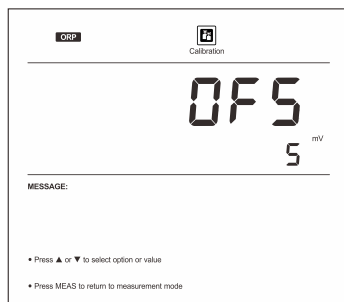 ORP
Calibration
OFS
mV
5
MESSAGE:
• Press ▲ or ▼ to select option or value
• Press MEAS to return to measurement mode